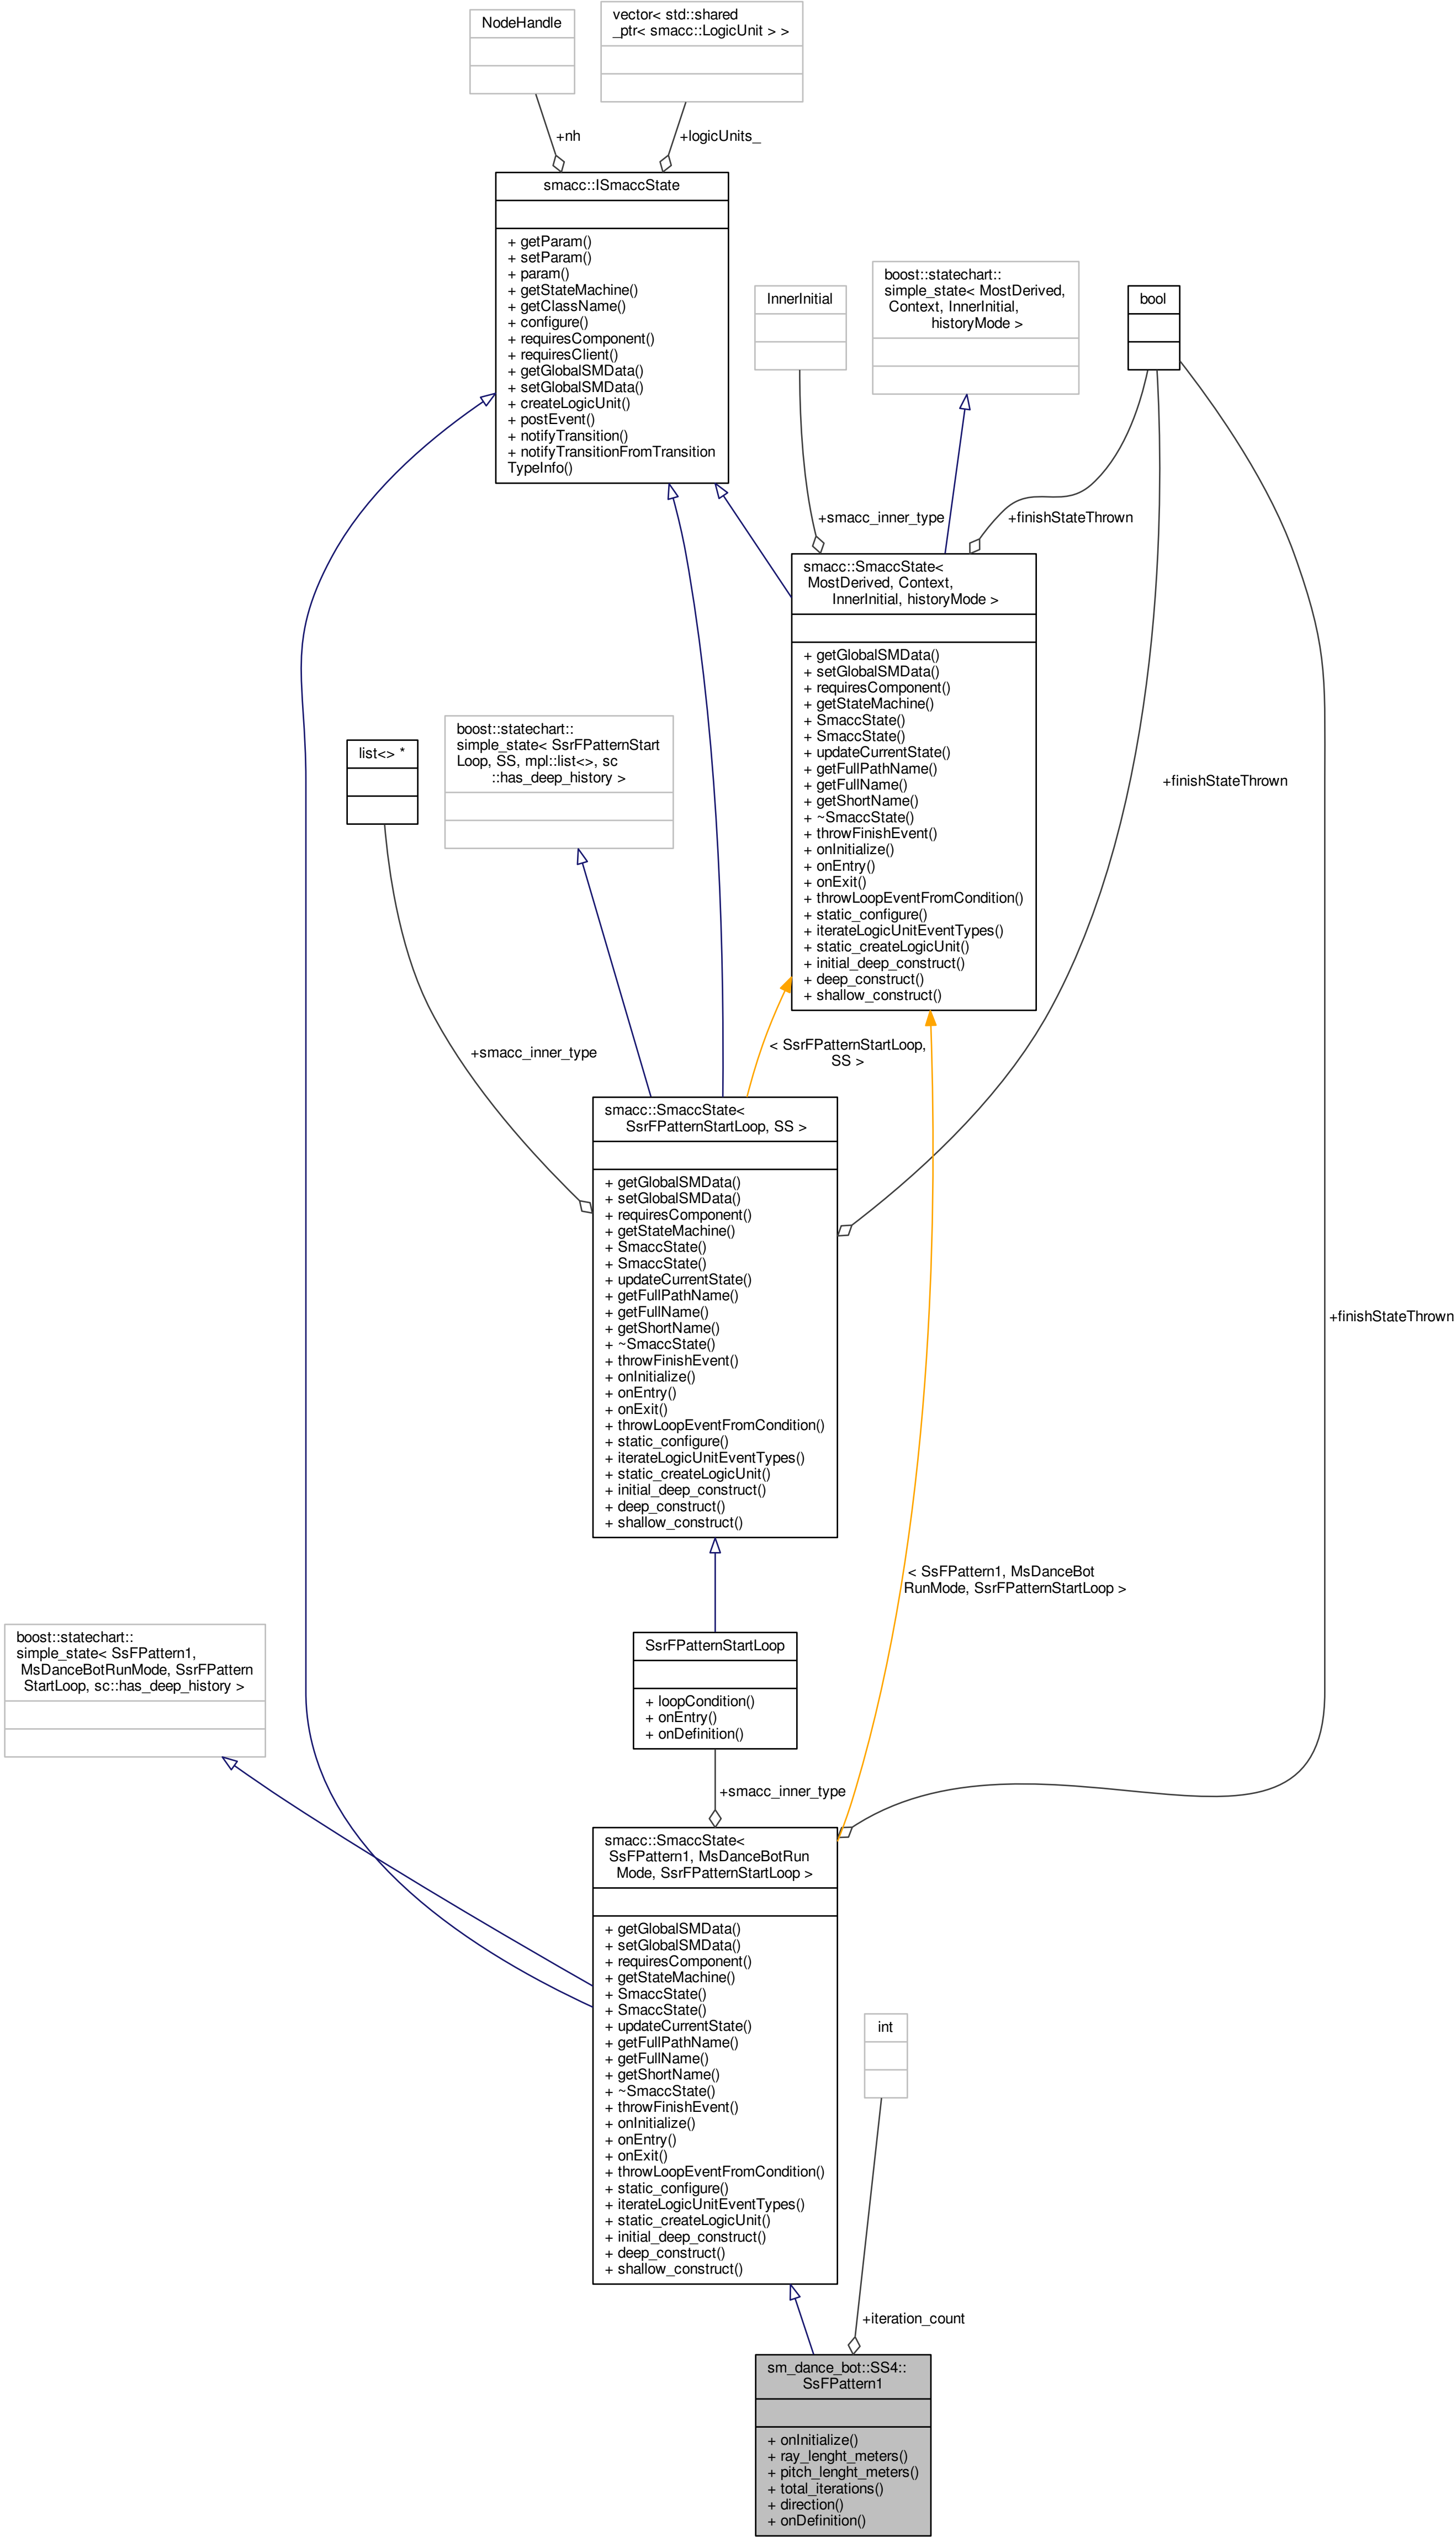 NodeHandle
vector< std::shared
_ptr< smacc::LogicUnit > >
+nh
+logicUnits_
smacc::ISmaccState
+ getParam()
+ setParam()
+ param()
+ getStateMachine()
+ getClassName()
+ configure()
+ requiresComponent()
+ requiresClient()
+ getGlobalSMData()
+ setGlobalSMData()
+ createLogicUnit()
+ postEvent()
+ notifyTransition()
+ notifyTransitionFromTransition
TypeInfo()
InnerInitial
boost::statechart::
simple_state< MostDerived,
Context, InnerInitial,
historyMode >
bool
+smacc_inner_type
+finishStateThrown
smacc::SmaccState<
MostDerived, Context,
InnerInitial, historyMode >
+ getGlobalSMData()
+ setGlobalSMData()
+ requiresComponent()
+ getStateMachine()
+ SmaccState()
+ SmaccState()
+ updateCurrentState()
+ getFullPathName()
+ getFullName()
+ getShortName()
+ ~SmaccState()
+ throwFinishEvent()
+ onInitialize()
+ onEntry()
+ onExit()
+ throwLoopEventFromCondition()
+ static_configure()
+ iterateLogicUnitEventTypes()
+ static_createLogicUnit()
+ initial_deep_construct()
+ deep_construct()
+ shallow_construct()
list<> *
boost::statechart::
simple_state< SsrFPatternStart
Loop, SS, mpl::list<>, sc
::has_deep_history >
+finishStateThrown
+smacc_inner_type
< SsrFPatternStartLoop,
SS >
smacc::SmaccState<
SsrFPatternStartLoop, SS >
+ getGlobalSMData()
+ setGlobalSMData()
+ requiresComponent()
+ getStateMachine()
+ SmaccState()
+ SmaccState()
+ updateCurrentState()
+ getFullPathName()
+ getFullName()
+ getShortName()
+ ~SmaccState()
+ throwFinishEvent()
+ onInitialize()
+ onEntry()
+ onExit()
+ throwLoopEventFromCondition()
+ static_configure()
+ iterateLogicUnitEventTypes()
+ static_createLogicUnit()
+ initial_deep_construct()
+ deep_construct()
+ shallow_construct()
+finishStateThrown
< SsFPattern1, MsDanceBot
RunMode, SsrFPatternStartLoop >
boost::statechart::
simple_state< SsFPattern1,
MsDanceBotRunMode, SsrFPattern
StartLoop, sc::has_deep_history >
SsrFPatternStartLoop
+ loopCondition()
+ onEntry()
+ onDefinition()
+smacc_inner_type
smacc::SmaccState<
SsFPattern1, MsDanceBotRun
Mode, SsrFPatternStartLoop >
+ getGlobalSMData()
+ setGlobalSMData()
+ requiresComponent()
+ getStateMachine()
+ SmaccState()
+ SmaccState()
+ updateCurrentState()
+ getFullPathName()
+ getFullName()
+ getShortName()
+ ~SmaccState()
+ throwFinishEvent()
+ onInitialize()
+ onEntry()
+ onExit()
+ throwLoopEventFromCondition()
+ static_configure()
+ iterateLogicUnitEventTypes()
+ static_createLogicUnit()
+ initial_deep_construct()
+ deep_construct()
+ shallow_construct()
int
+iteration_count
sm_dance_bot::SS4::
SsFPattern1
+ onInitialize()
+ ray_lenght_meters()
+ pitch_lenght_meters()
+ total_iterations()
+ direction()
+ onDefinition()